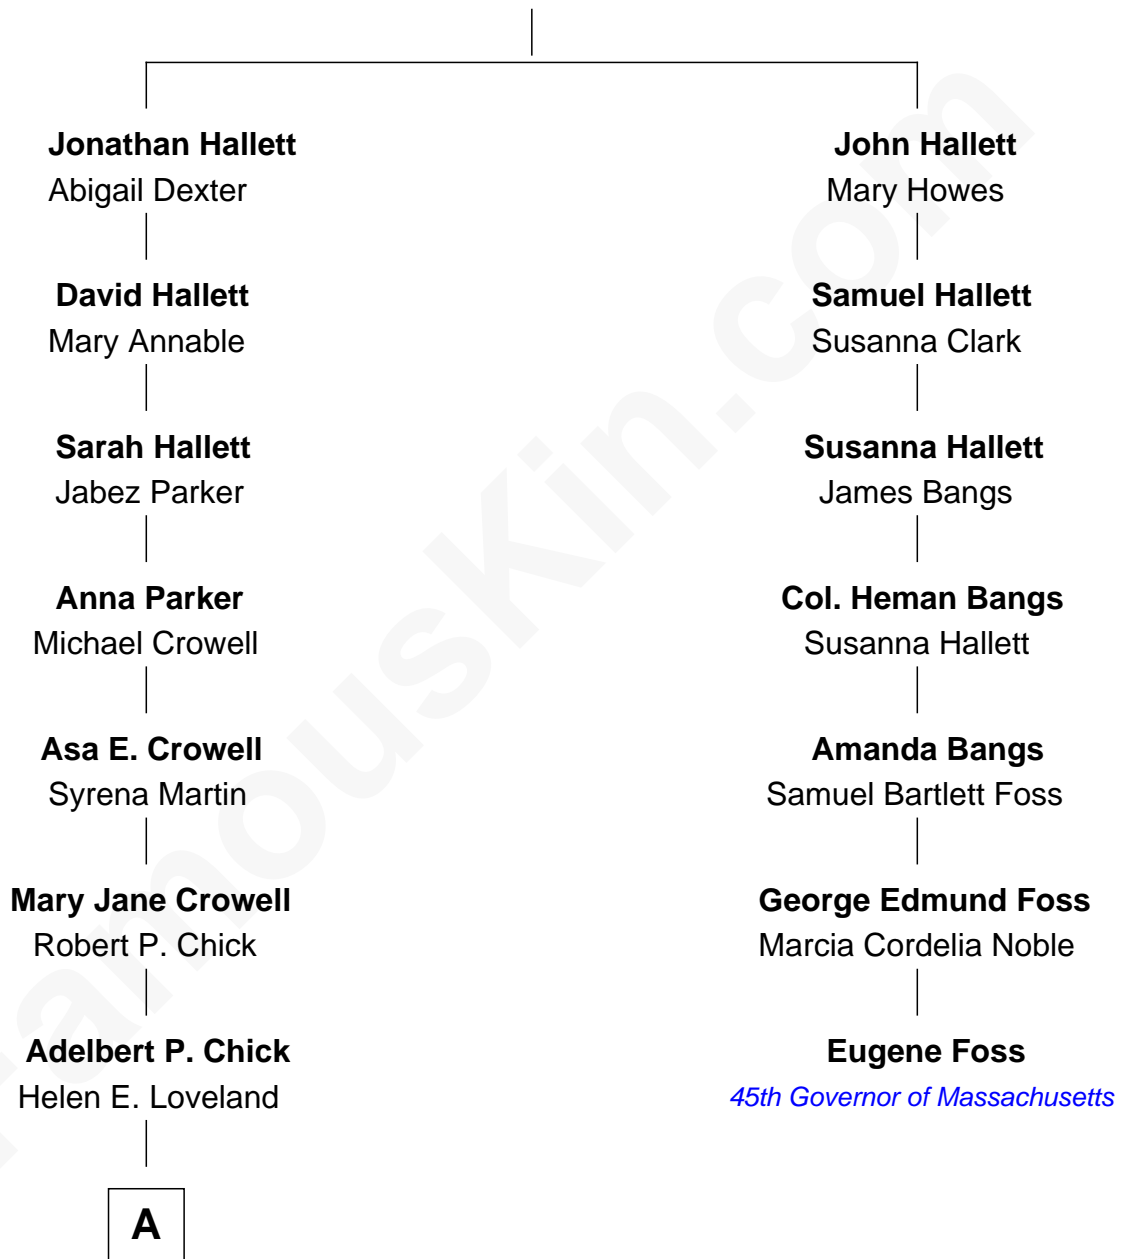 Jonathan Hallett
Abigail Dexter
David Hallett
Mary Annable
Sarah Hallett
Jabez Parker
Anna Parker
Michael Crowell
Asa E. Crowell
Syrena Martin
Mary Jane Crowell
Robert P. Chick
Adelbert P. Chick
Helen E. Loveland
A
John Hallett
Mary Howes
Samuel Hallett
Susanna Clark
Susanna Hallett
James Bangs
Col. Heman Bangs
Susanna Hallett
Amanda Bangs
Samuel Bartlett Foss
George Edmund Foss
Marcia Cordelia Noble
Eugene Foss
45th Governor of Massachusetts
FamousKin.com